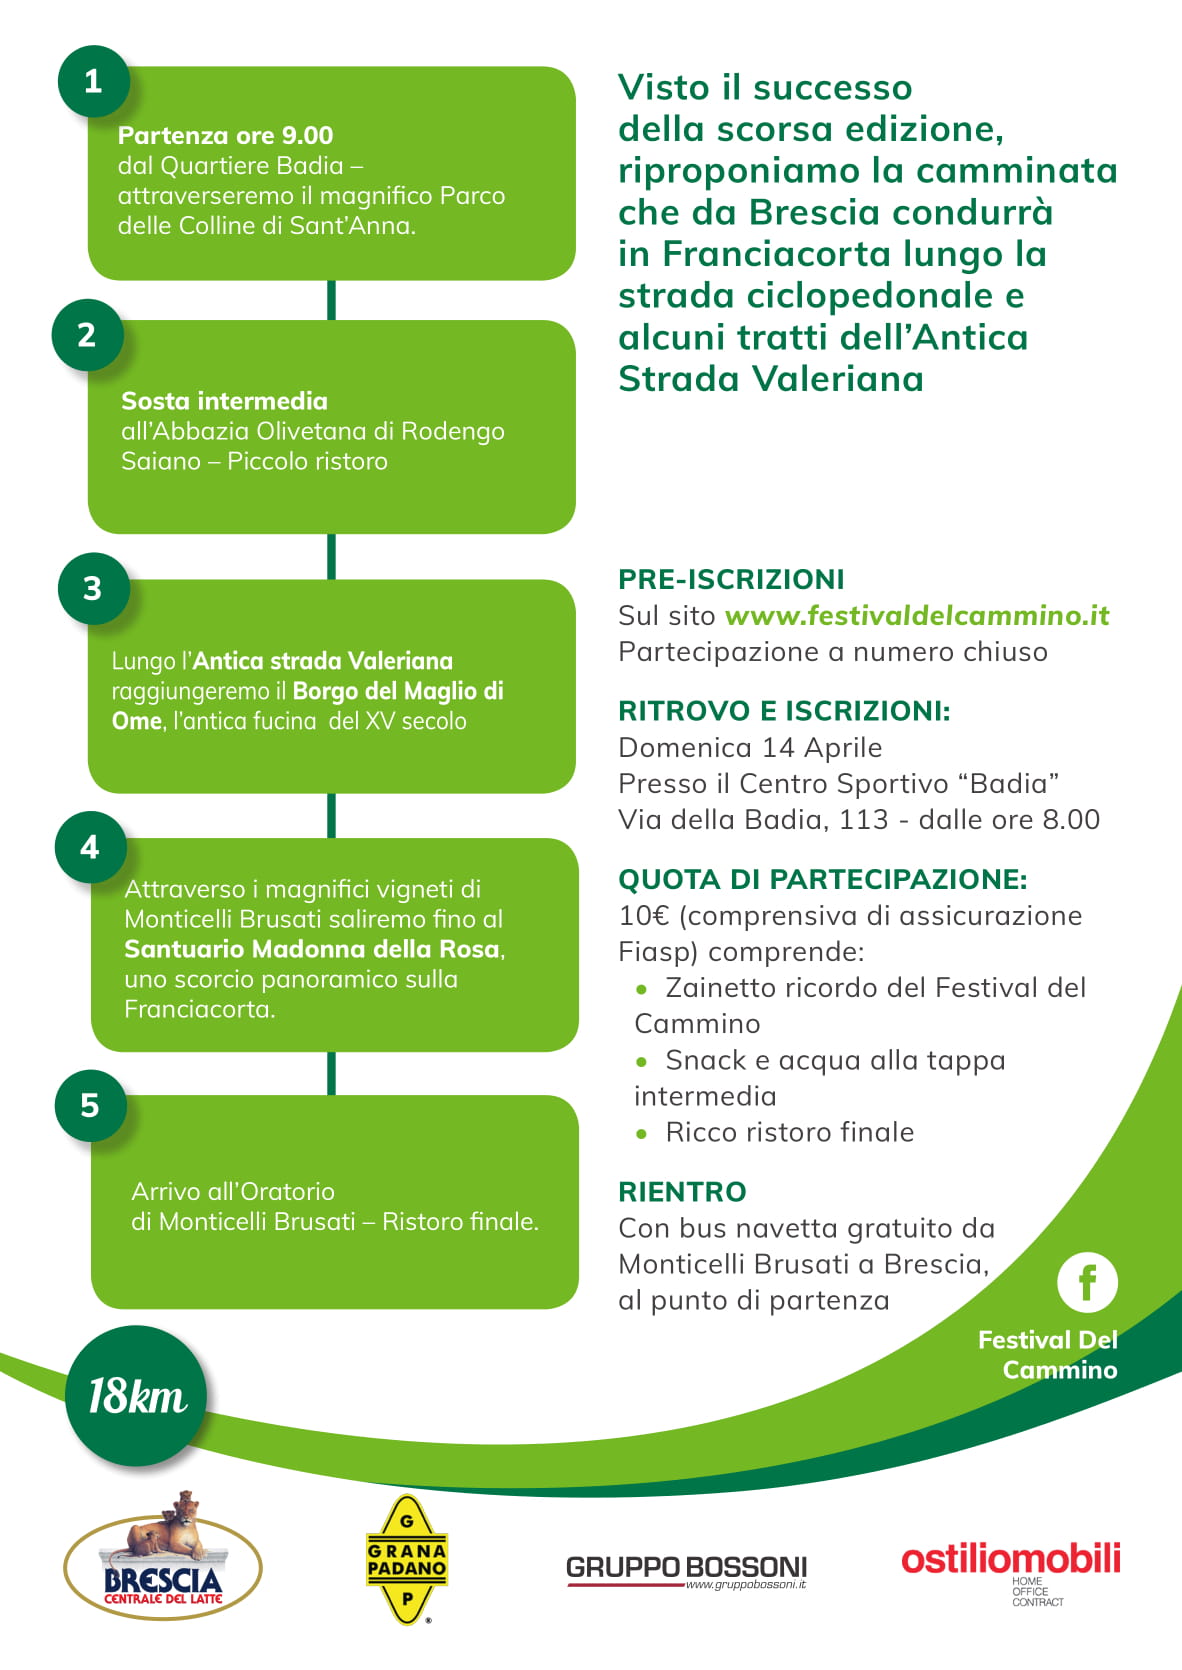 1
Partenza ore 9.00
dal Quartiere Badia –
attraverseremo il magnifico Parco
delle Colline di Sant'Anna.
2
Sosta intermedia
all'Abbazia Olivetana di Rodengo
Saiano – Piccolo ristoro
3
Lungo l'Antica strada Valeriana
raggiungeremo il Borgo del Maglio di
Ome, l'antica fucina  del XV secolo
4
Attraverso i magnifici vigneti di
Monticelli Brusati saliremo fino al
Santuario Madonna della Rosa,
uno scorcio panoramico sulla
Franciacorta.
5
Arrivo all'Oratorio
di Monticelli Brusati – Ristoro finale.
18km
Visto il successo
della scorsa edizione,
riproponiamo la camminata
che da Brescia condurrà
in Franciacorta lungo la
strada ciclopedonale e
alcuni tratti dell'Antica
Strada Valeriana
PRE-ISCRIZIONI
Sul sito www.festivaldelcammino.it
Partecipazione a numero chiuso
RITROVO E ISCRIZIONI:
Domenica 14 Aprile
Presso il Centro Sportivo “Badia”
Via della Badia, 113 - dalle ore 8.00
QUOTA DI PARTECIPAZIONE:
10€ (comprensiva di assicurazione
Fiasp) comprende:
• Zainetto ricordo del Festival del
Cammino
• Snack e acqua alla tappa
intermedia
• Ricco ristoro finale
RIENTRO
Con bus navetta gratuito da
Monticelli Brusati a Brescia,
al punto di partenza
f
Festival Del
Cammino
BRESCIA
CENTRALE DEL LATTE
G
GRANA
PADANO
P
®
GRUPPO BOSSONI
www.gruppobossoni.it
ostiliomobili
HOME
OFFICE
CONTRACT